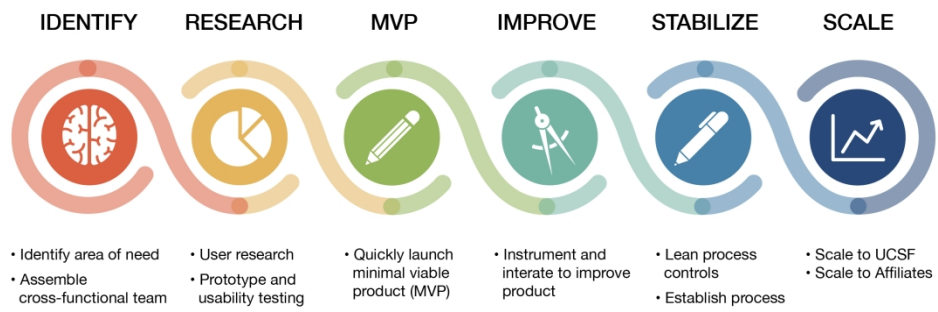 IDENTIFY
RESEARCH
MVP
IMPROVE
STABILIZE
SCALE
• Identify area of need
• Assemble
cross-functional team
• User research
• Prototype and
usability testing
• Quickly launch
minimal viable
product (MVP)
• Instrument and
interate to improve
product
• Lean process
controls
• Establish process
• Scale to UCSF
• Scale to Affiliates